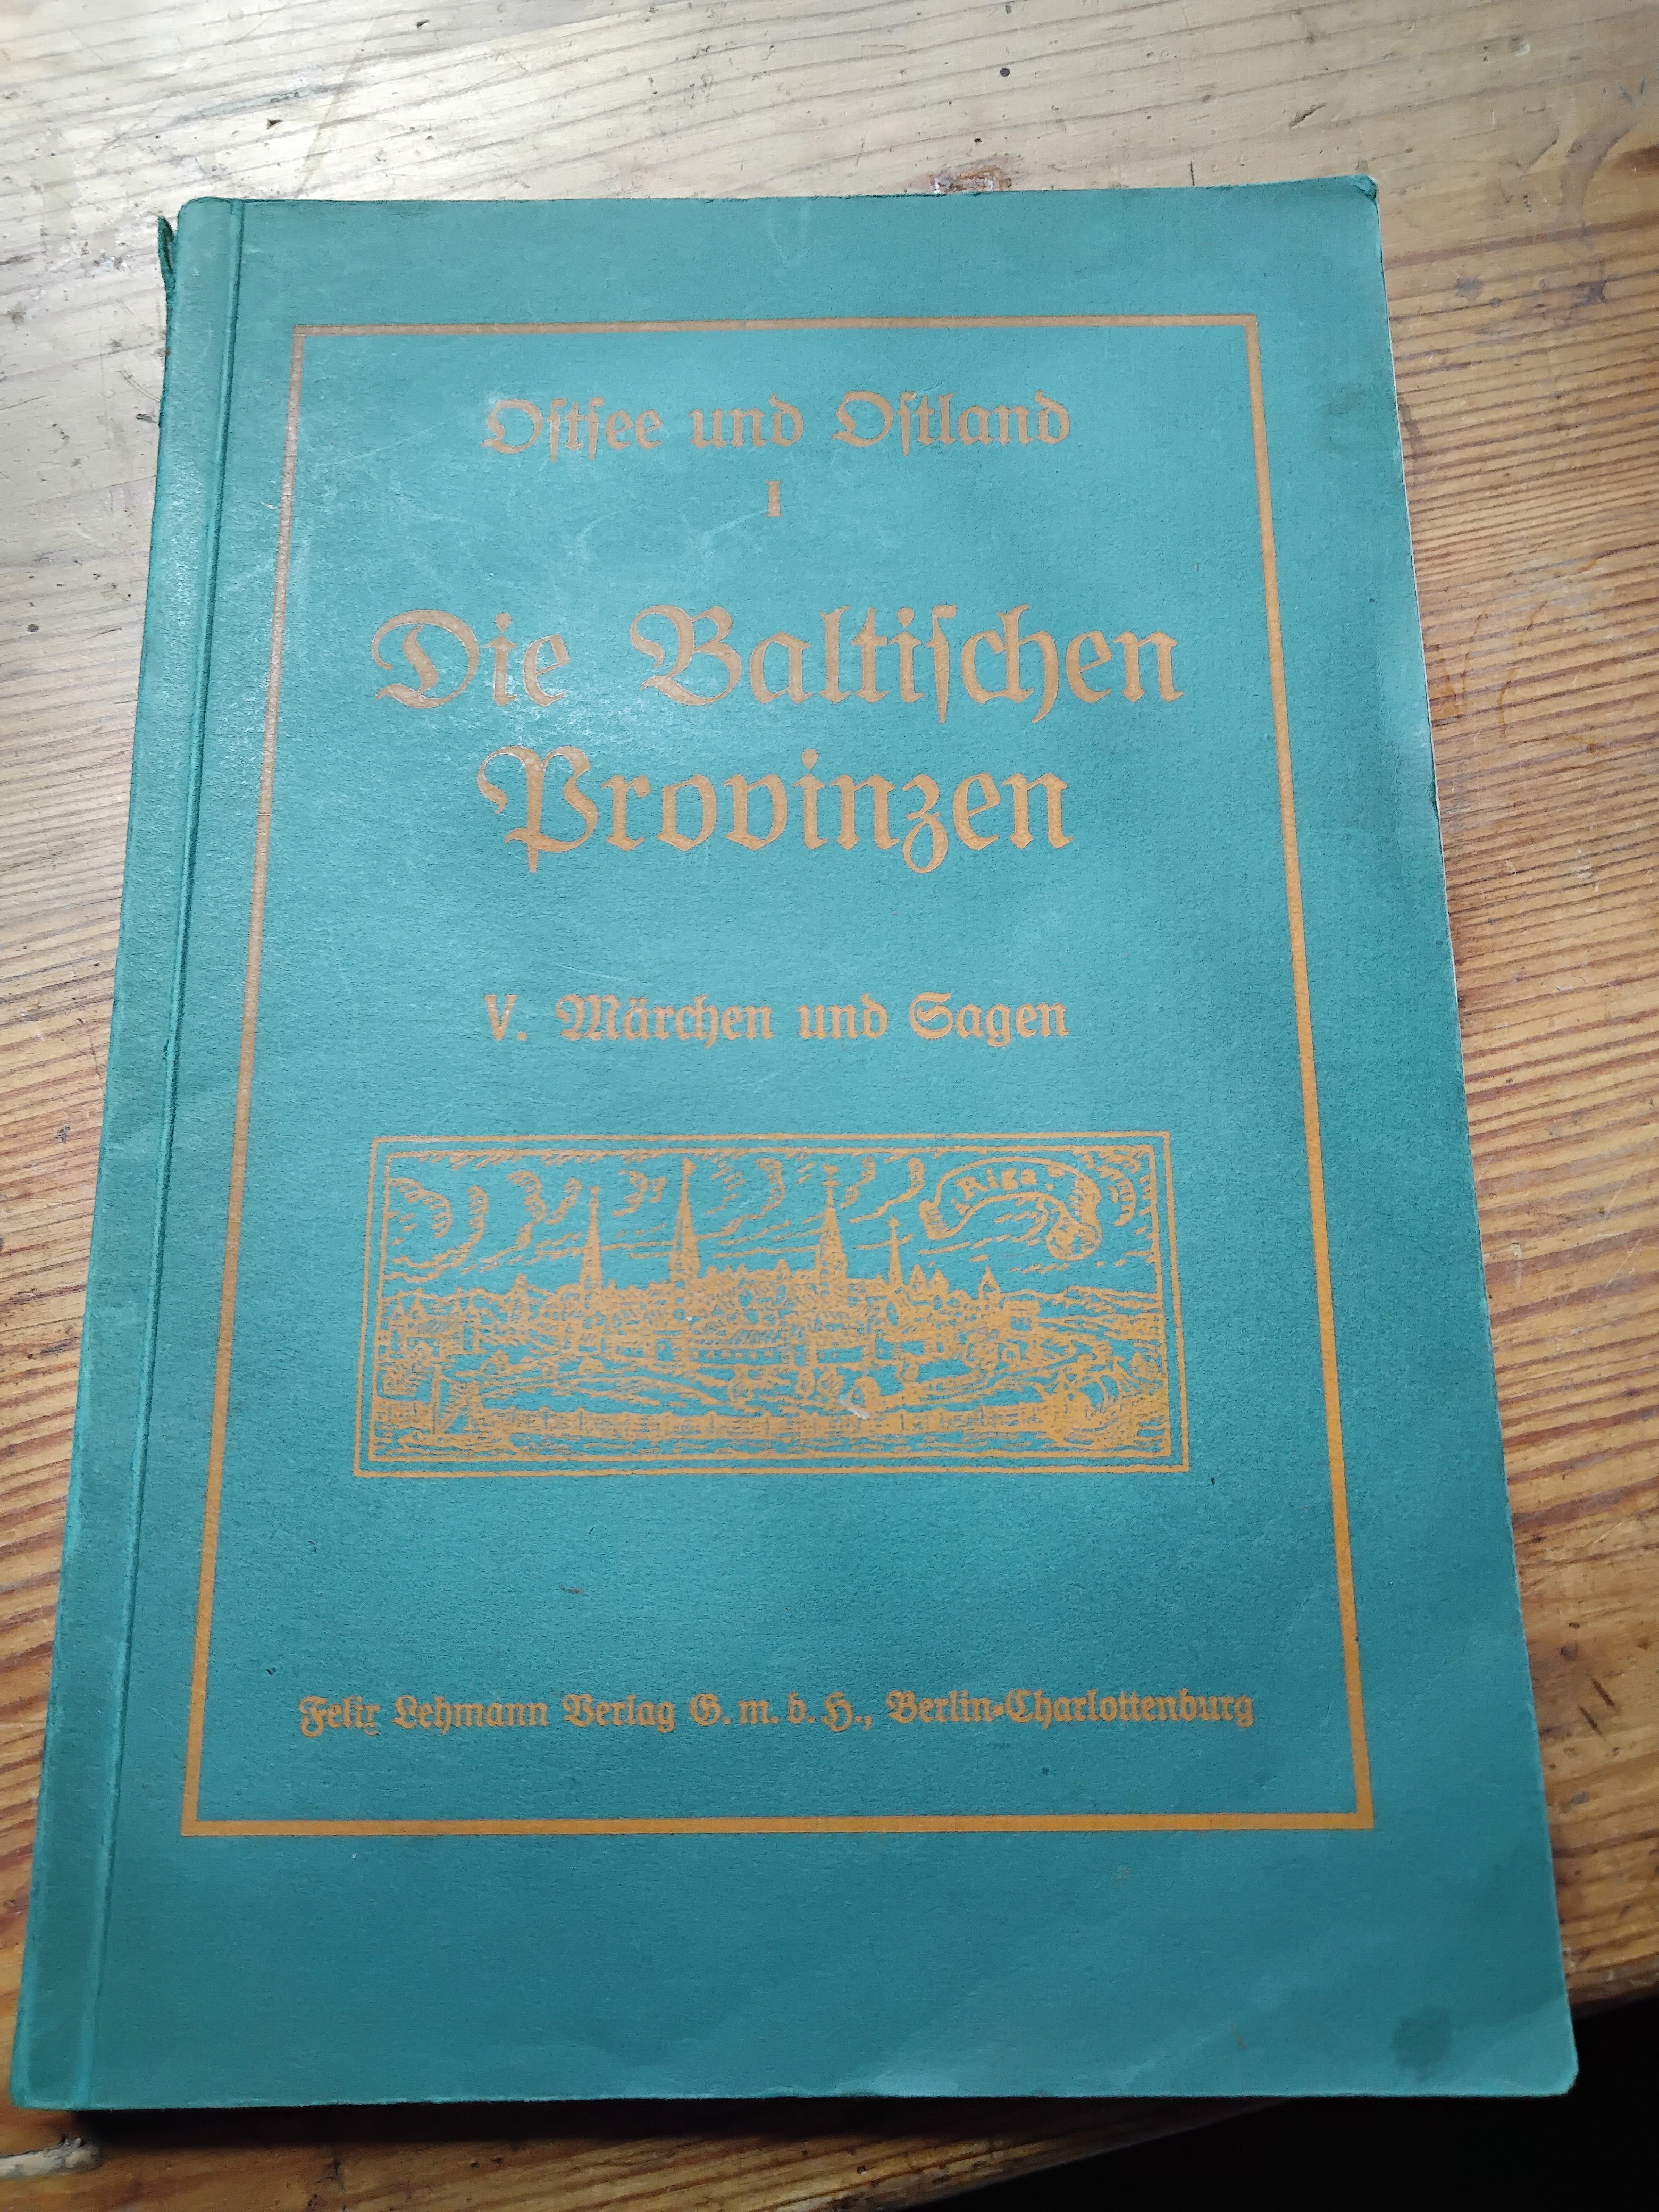 Oſtſee und Oſtland
I
Die Baltiſchen
Provinzen
V. Märchen und Sagen
Riga.
Felix Lehmann Verlag G. m. b. H., Berlin-Charlottenburg